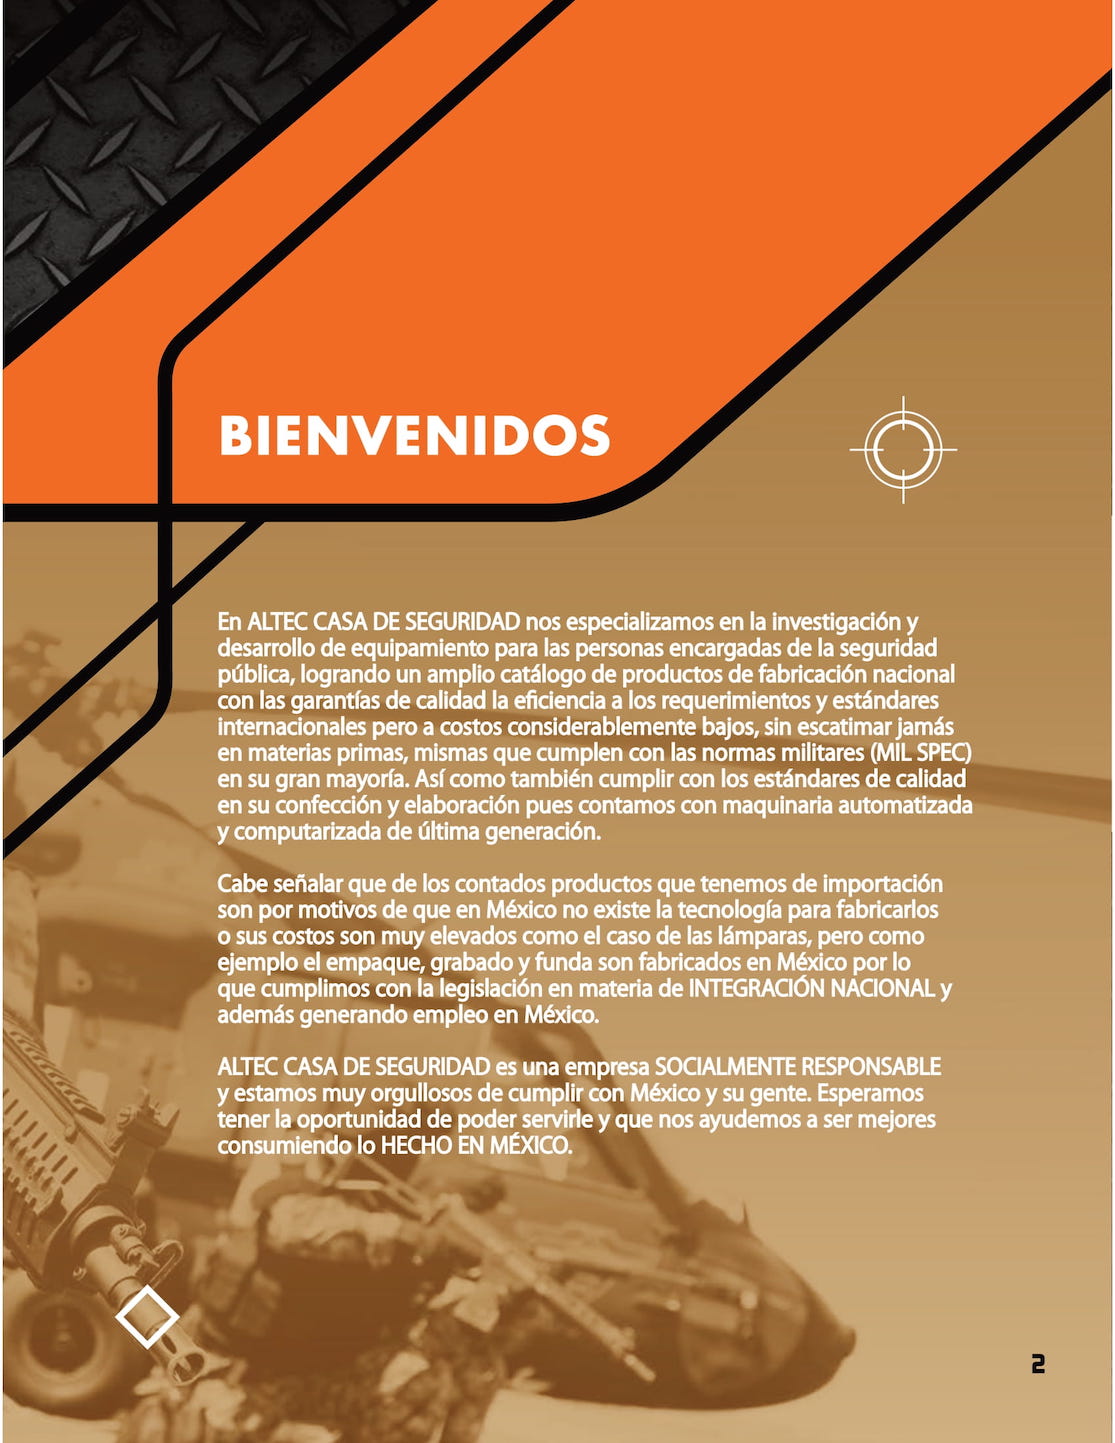 BIENVENIDOS
En ALTEC CASA DE SEGURIDAD nos especializamos en la investigación y
desarrollo de equipamiento para las personas encargadas de la seguridad
pública, logrando un amplio catálogo de productos de fabricación nacional
con las garantías de calidad la eficiencia a los requerimientos y estándares
internacionales pero a costos considerablemente bajos, sin escatimar jamás
en materias primas, mismas que cumplen con las normas militares (MIL SPEC)
en su gran mayoría. Así como también cumplir con los estándares de calidad
en su confección y elaboración pues contamos con maquinaria automatizada
y computarizada de última generación.
Cabe señalar que de los contados productos que tenemos de importación
son por motivos de que en México no existe la tecnología para fabricarlos
o sus costos son muy elevados como el caso de las lámparas, pero como
ejemplo el empaque, grabado y funda son fabricados en México por lo
que cumplimos con la legislación en materia de INTEGRACIÓN NACIONAL y
además generando empleo en México.
ALTEC CASA DE SEGURIDAD es una empresa SOCIALMENTE RESPONSABLE
y estamos muy orgullosos de cumplir con México y su gente. Esperamos
tener la oportunidad de poder servirle y que nos ayudemos a ser mejores
consumiendo lo HECHO EN MÉXICO.
2